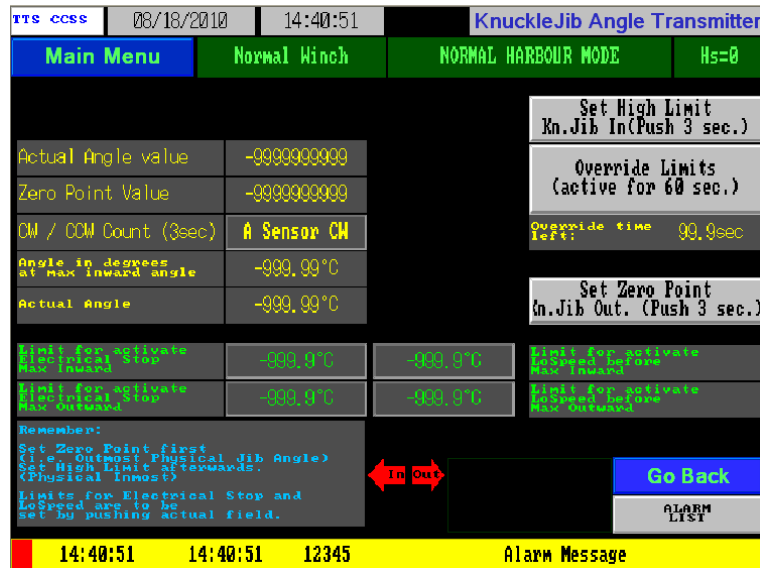 TTS CCSS 08/18/2010 14:40:51 KnuckleJib Angle Transmitter
Main Menu Normal Winch NORMAL HARBOUR MODE Hs=0
Set High Limit
Kn.Jib In(Push 3 sec.)
Actual Angle value -9999999999
Override Limits
(active for 60 sec.)
Zero Point Value -9999999999
CW / CCW Count (3sec) A Sensor CW
Override time
left: 99.9sec
Angle in degrees
at max inward angle -999.99°C
Actual Angle -999.99°C
Set Zero Point
Kn.Jib Out. (Push 3 sec.)
Limit for activate
Electrical Stop
Max Inward
-999.9°C -999.9°C
Limit for activate
LoSpeed before
Max Inward
Limit for activate
Electrical Stop
Max Outward
-999.9°C -999.9°C
Limit for activate
LoSpeed before
Max Outward
Remember:
Set Zero Point first
(i.e. Outmost Physical Jib Angle)
Set High Limit afterwards.
(Physical Inmost)
Limits for Electrical Stop and
LoSpeed are to be
set by pushing actual field.
In Out
Go Back
ALARM
LIST
14:40:51 14:40:51 12345 Alarm Message